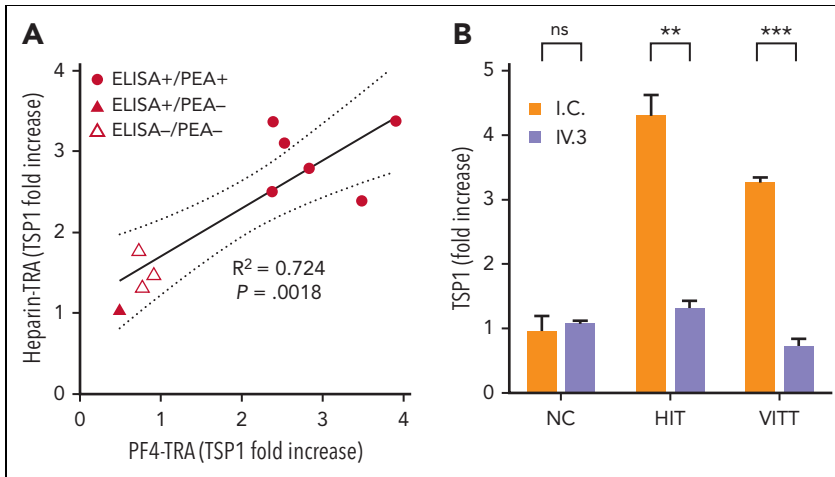 A
Heparin-TRA (TSP1 fold increase)
4
3
2
1
0
ELISA+/PEA+
ELISA+/PEA–
ELISA–/PEA–
R² = 0.724
P = .0018
0 1 2 3 4
PF4-TRA (TSP1 fold increase)
B
ns ** ***
TSP1 (fold increase)
5
4
3
2
1
0
I.C.
IV.3
NC HIT VITT